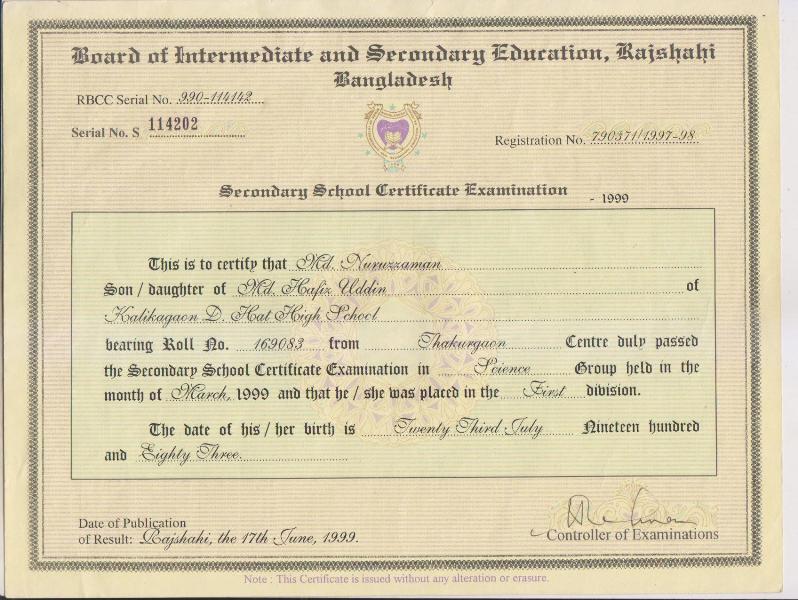 Board of Intermediate and Secondary Education, Rajshahi
Bangladesh
RBCC Serial No. 990-114142
Serial No. S 114202
Registration No. 790371/1997-98
Secondary School Certificate Examination - 1999
This is to certify that Md. Nuruzzaman
Son / daughter of Md. Hafiz Uddin of
Kalikagaon D. Hat High School
bearing Roll No. 169083 from Thakurgaon Centre duly passed
the Secondary School Certificate Examination in Science Group held in the
month of March, 1999 and that he / she was placed in the First division.
The date of his / her birth is Twenty Third July Nineteen hundred
and Eighty Three.
Date of Publication
of Result: Rajshahi, the 17th June, 1999.
Controller of Examinations
Note : This Certificate is issued without any alteration or erasure.